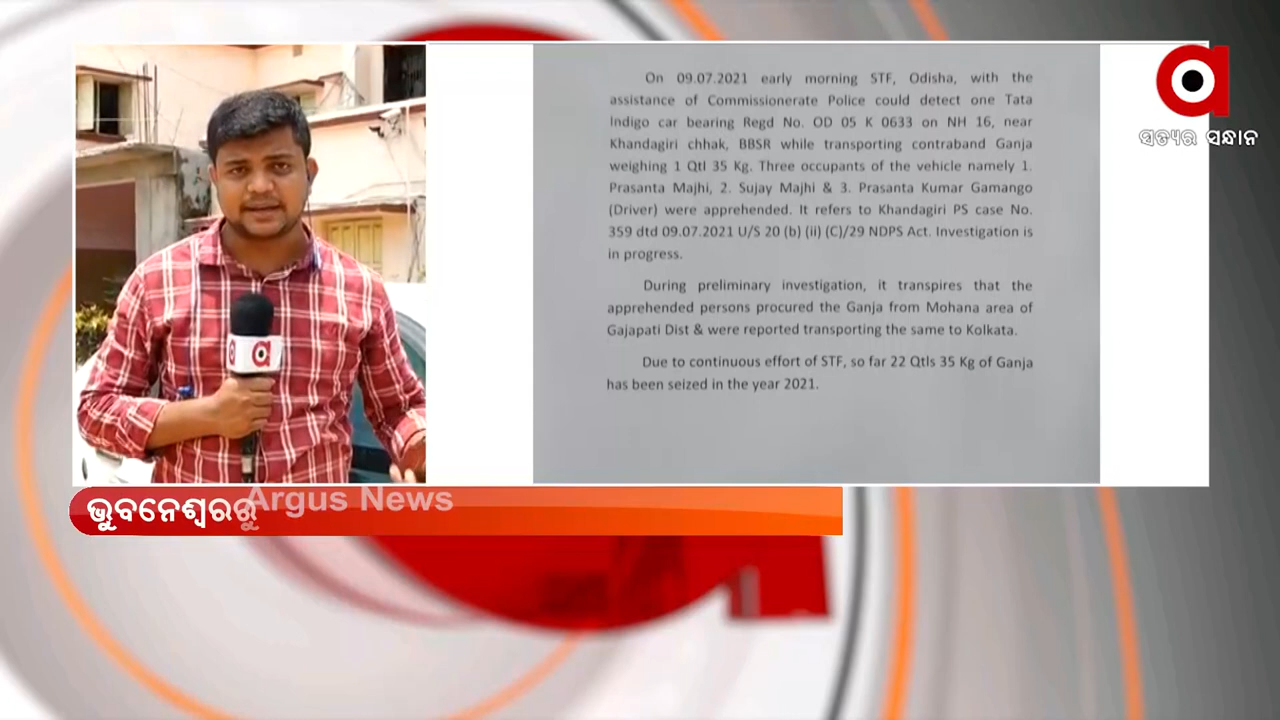 On 09.07.2021 early morning STF, Odisha, with the
assistance of Commissionerate Police could detect one Tata
Indigo car bearing Regd No. OD 05 K 0633 on NH 16, near
Khandagiri chhak, BBSR while transporting contraband Ganja
weighing 1 Qtl 35 Kg. Three occupants of the vehicle namely 1.
Prasanta Majhi, 2. Sujay Majhi & 3. Prasanta Kumar Gamango
(Driver) were apprehended. It refers to Khandagiri PS case No.
359 dtd 09.07.2021 U/S 20 (b) (ii) (C)/29 NDPS Act. Investigation is
in progress.
During preliminary investigation, it transpires that the
apprehended persons procured the Ganja from Mohana area of
Gajapati Dist & were reported transporting the same to Kolkata.
Due to continuous effort of STF, so far 22 Qtls 35 Kg of Ganja
has been seized in the year 2021.
ସତ୍ୟର ସନ୍ଧାନ
ଭୁବନେଶ୍ୱରରୁ
Argus News